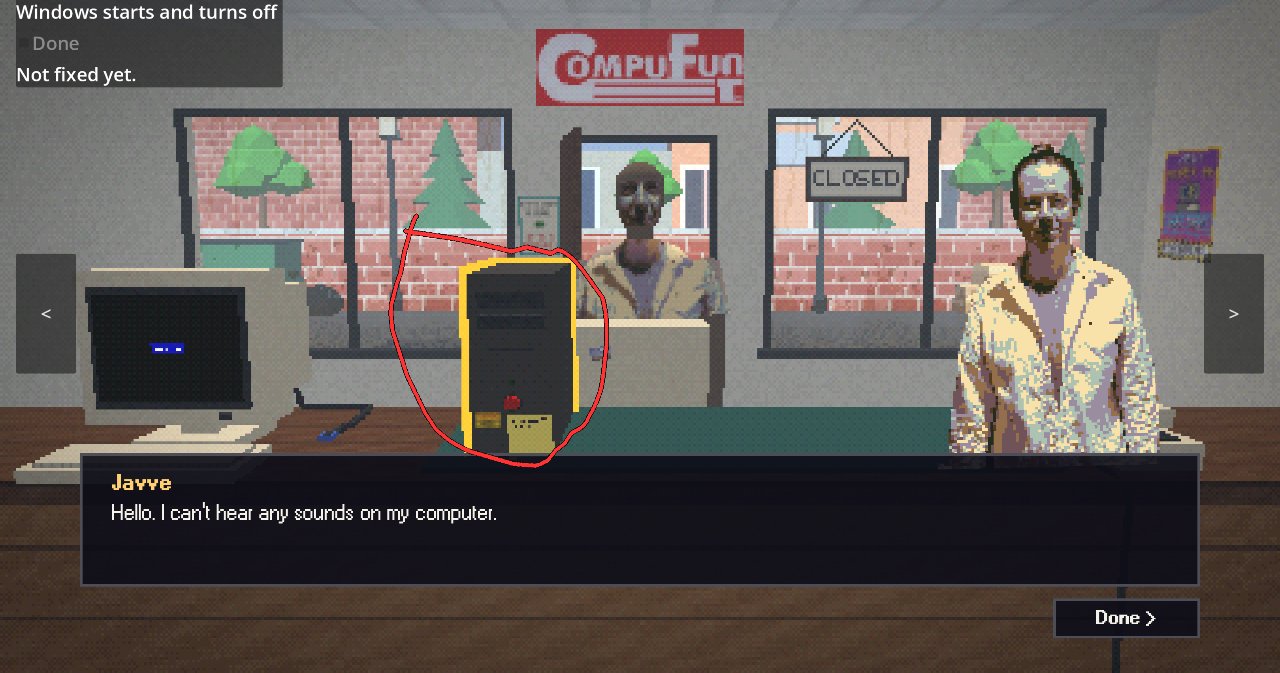 Windows starts and turns off
Done
Not fixed yet.
COMPUFUNT
CLOSED
<
>
Javve
Hello. I can't hear any sounds on my computer.
Done >